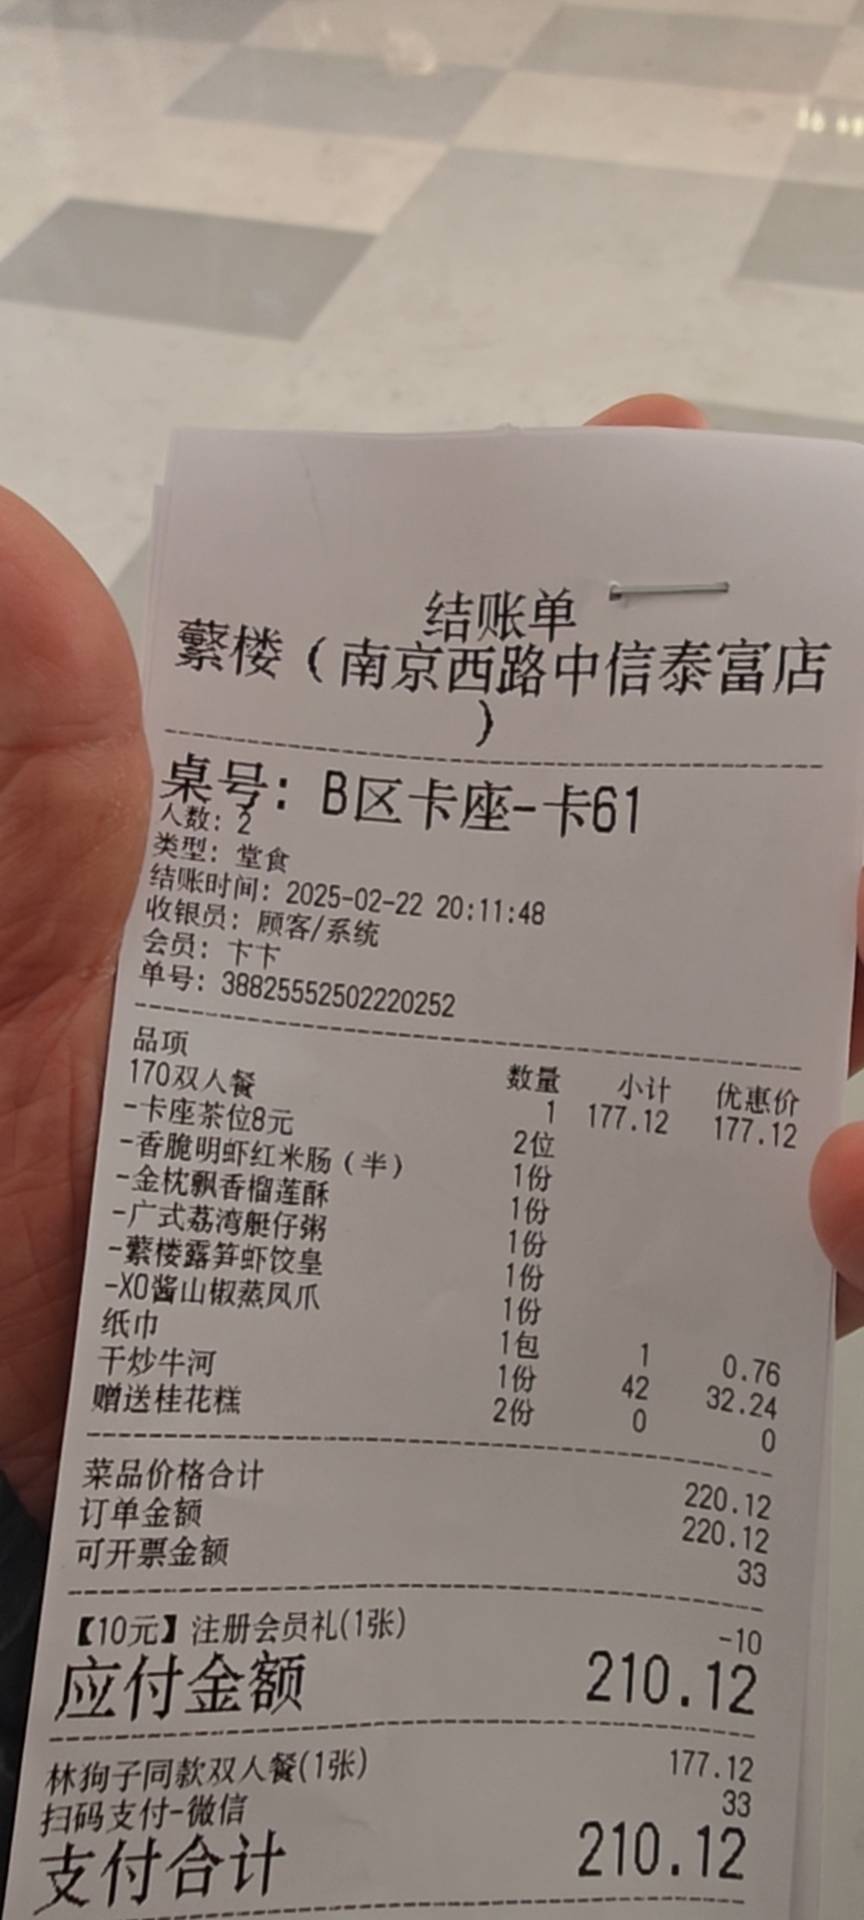 结账单
蘩楼（南京西路中信泰富店
）
桌号：B区卡座-卡61
人数：2
类型：堂食
结账时间：2025-02-22 20:11:48
收银员：顾客/系统
会员：卡卡
单号：38825552502220252
品项 数量 小计 优惠价
170双人餐 1 177.12 177.12
-卡座茶位8元 2位
-香脆明虾红米肠（半） 1份
-金枕飘香榴莲酥 1份
-广式荔湾艇仔粥 1份
-蘩楼露笋虾饺皇 1份
-XO酱山椒蒸凤爪 1份
纸巾 1包 1 0.76
干炒牛河 1份 42 32.24
赠送桂花糕 2份 0 0
菜品价格合计 220.12
订单金额 220.12
可开票金额 33
【10元】注册会员礼(1张) -10
应付金额 210.12
林狗子同款双人餐(1张) 177.12
扫码支付-微信 33
支付合计 210.12